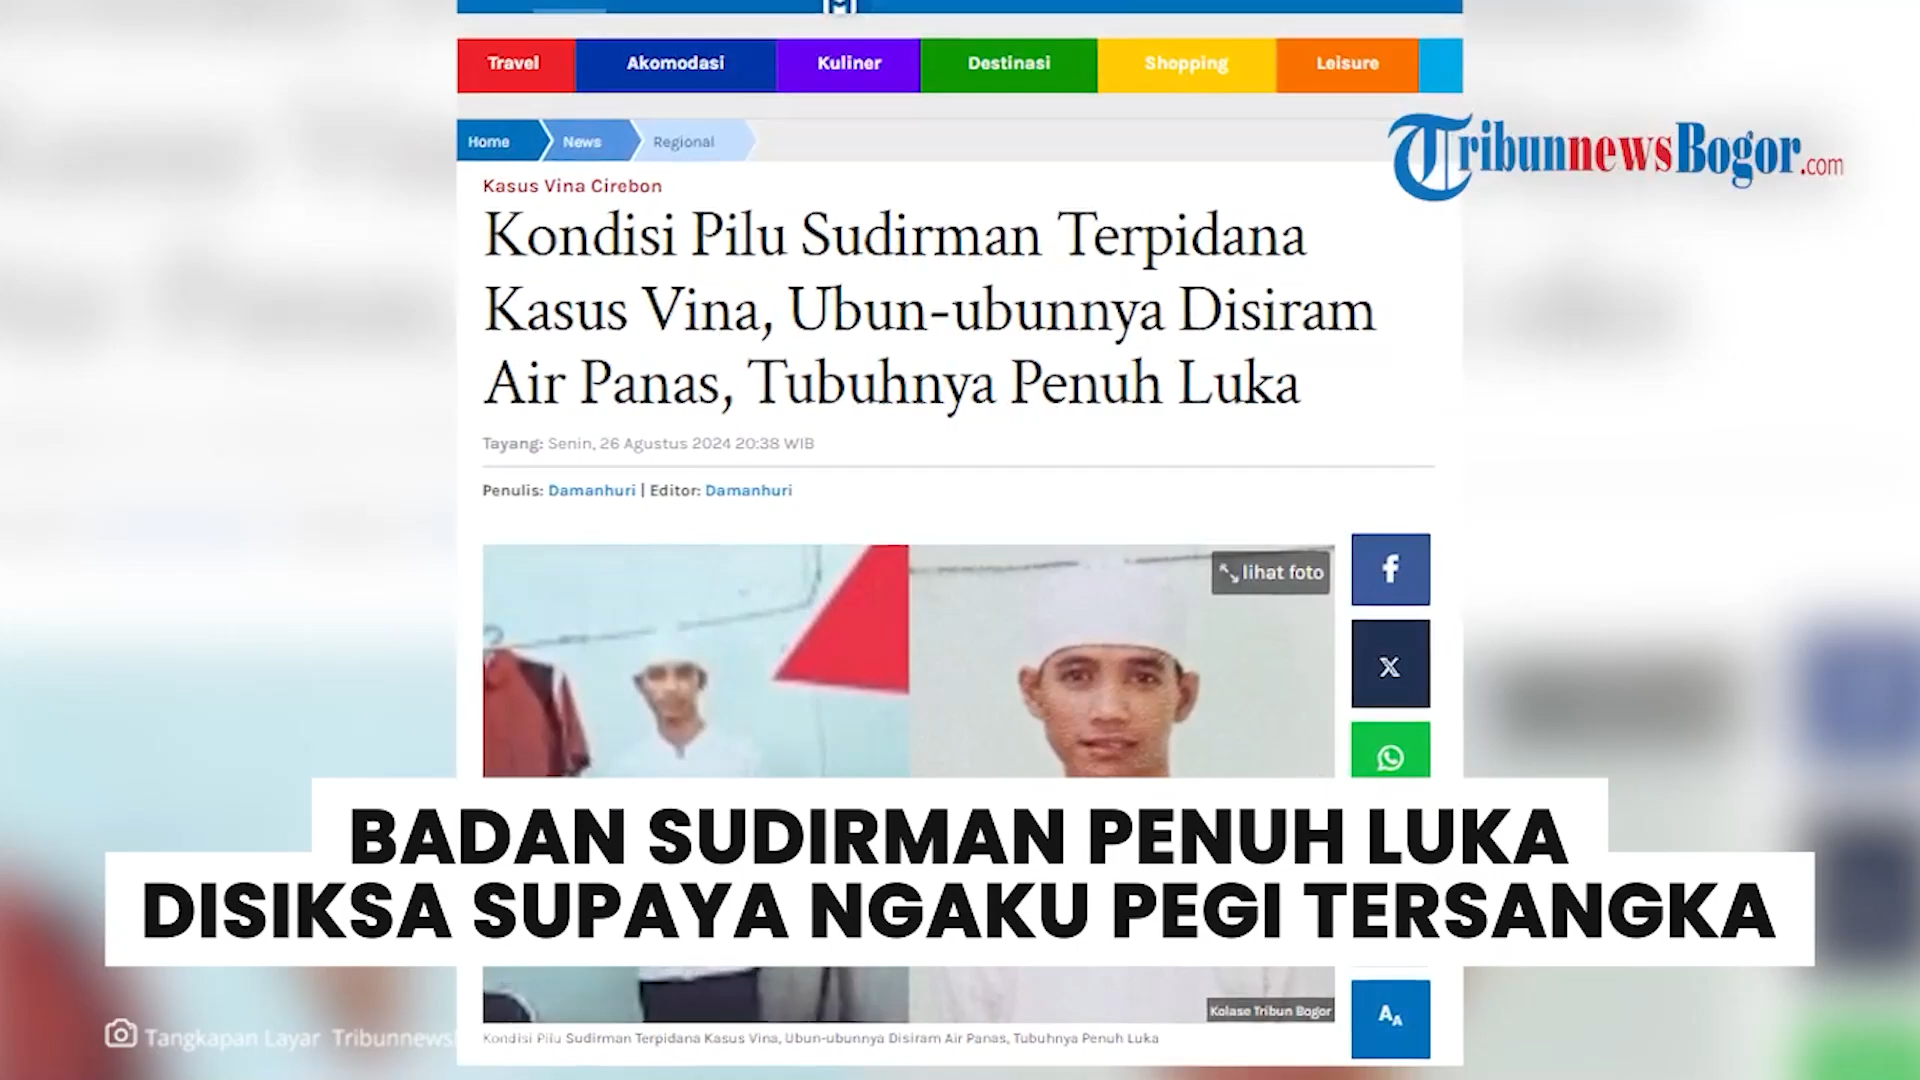 Travel Akomodasi Kuliner Destinasi Shopping Leisure
Home News Regional
TribunnewsBogor.com
Kasus Vina Cirebon
Kondisi Pilu Sudirman Terpidana
Kasus Vina, Ubun-ubunnya Disiram
Air Panas, Tubuhnya Penuh Luka
Tayang: Senin, 26 Agustus 2024 20:38 WIB
Penulis: Damanhuri | Editor: Damanhuri
lihat foto
BADAN SUDIRMAN PENUH LUKA
DISIKSA SUPAYA NGAKU PEGI TERSANGKA
Kolase Tribun Bogor
AA
Tangkapan Layar
Kondisi Pilu Sudirman Terpidana Kasus Vina, Ubun-ubunnya Disiram Air Panas, Tubuhnya Penuh Luka